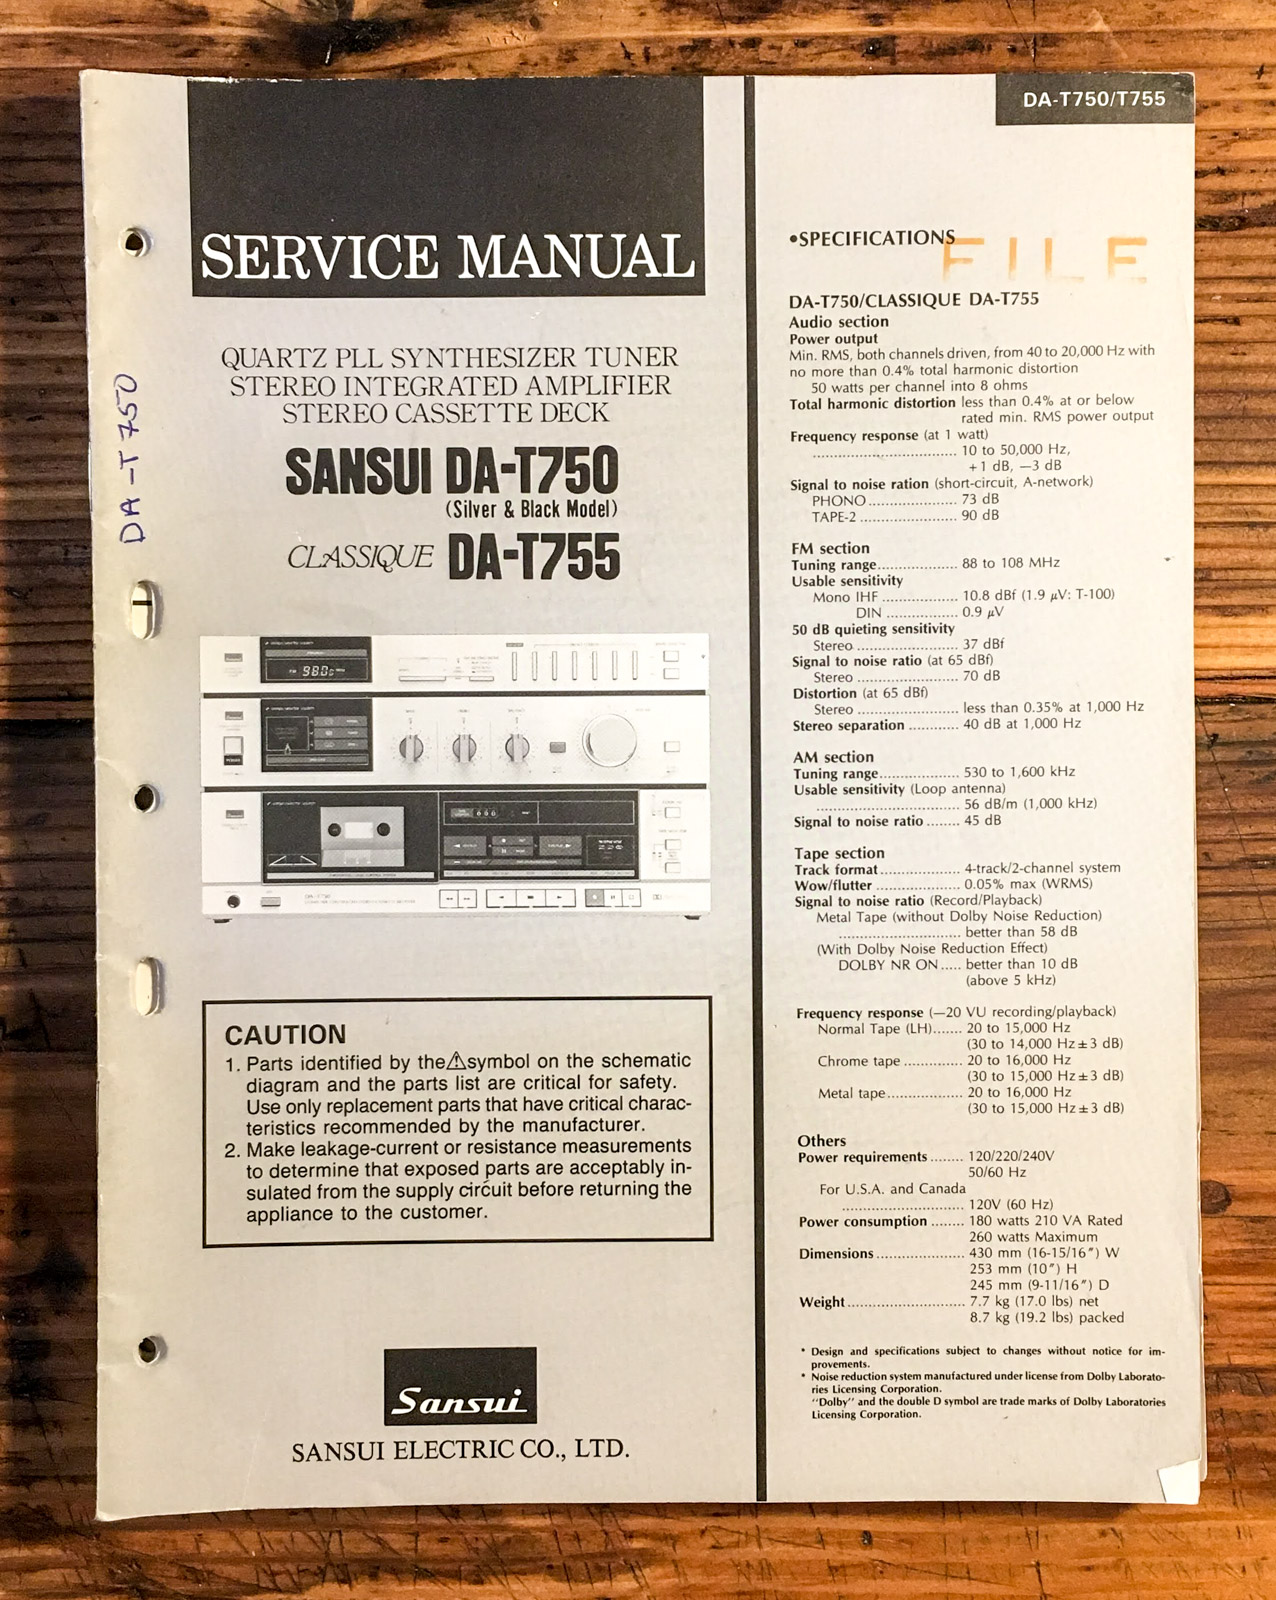 DA-T750/T755
SERVICE MANUAL
QUARTZ PLL SYNTHESIZER TUNER
STEREO INTEGRATED AMPLIFIER
STEREO CASSETTE DECK
SANSUI DA-T750
(Silver & Black Model)
CLASSIQUE DA-T755
DA-T750
CAUTION
1. Parts identified by the⚠symbol on the schematic
diagram and the parts list are critical for safety.
Use only replacement parts that have critical charac-
teristics recommended by the manufacturer.
2. Make leakage-current or resistance measurements
to determine that exposed parts are acceptably in-
sulated from the supply circuit before returning the
appliance to the customer.
Sansui
SANSUI ELECTRIC CO., LTD.
•SPECIFICATIONS
FILE
DA-T750/CLASSIQUE DA-T755
Audio section
Power output
Min. RMS, both channels driven, from 40 to 20,000 Hz with
no more than 0.4% total harmonic distortion
50 watts per channel into 8 ohms
Total harmonic distortion less than 0.4% at or below
rated min. RMS power output
Frequency response (at 1 watt)
................................... 10 to 50,000 Hz,
+1 dB, —3 dB
Signal to noise ration (short-circuit, A-network)
PHONO...................... 73 dB
TAPE-2 ........................ 90 dB
FM section
Tuning range.................... 88 to 108 MHz
Usable sensitivity
Mono IHF ................... 10.8 dBf (1.9 μV: T-100)
DIN .................. 0.9 μV
50 dB quieting sensitivity
Stereo ......................... 37 dBf
Signal to noise ratio (at 65 dBf)
Stereo ......................... 70 dB
Distortion (at 65 dBf)
Stereo ......................... less than 0.35% at 1,000 Hz
Stereo separation ............ 40 dB at 1,000 Hz
AM section
Tuning range.................... 530 to 1,600 kHz
Usable sensitivity (Loop antenna)
................................... 56 dB/m (1,000 kHz)
Signal to noise ratio ........ 45 dB
Tape section
Track format.................... 4-track/2-channel system
Wow/flutter .................... 0.05% max (WRMS)
Signal to noise ratio (Record/Playback)
Metal Tape (without Dolby Noise Reduction)
.............................. better than 58 dB
(With Dolby Noise Reduction Effect)
DOLBY NR ON..... better than 10 dB
(above 5 kHz)
Frequency response (—20 VU recording/playback)
Normal Tape (LH)....... 20 to 15,000 Hz
(30 to 14,000 Hz±3 dB)
Chrome tape ............. 20 to 16,000 Hz
(30 to 15,000 Hz±3 dB)
Metal tape................... 20 to 16,000 Hz
(30 to 15,000 Hz±3 dB)
Others
Power requirements ........ 120/220/240V
50/60 Hz
For U.S.A. and Canada
.............................. 120V (60 Hz)
Power consumption ........ 180 watts 210 VA Rated
260 watts Maximum
Dimensions ...................... 430 mm (16-15/16") W
253 mm (10") H
245 mm (9-11/16") D
Weight............................. 7.7 kg (17.0 lbs) net
8.7 kg (19.2 lbs) packed
* Design and specifications subject to changes without notice for im-
provements.
* Noise reduction system manufactured under license from Dolby Laborato-
ries Licensing Corporation.
"Dolby" and the double D symbol are trade marks of Dolby Laboratories
Licensing Corporation.